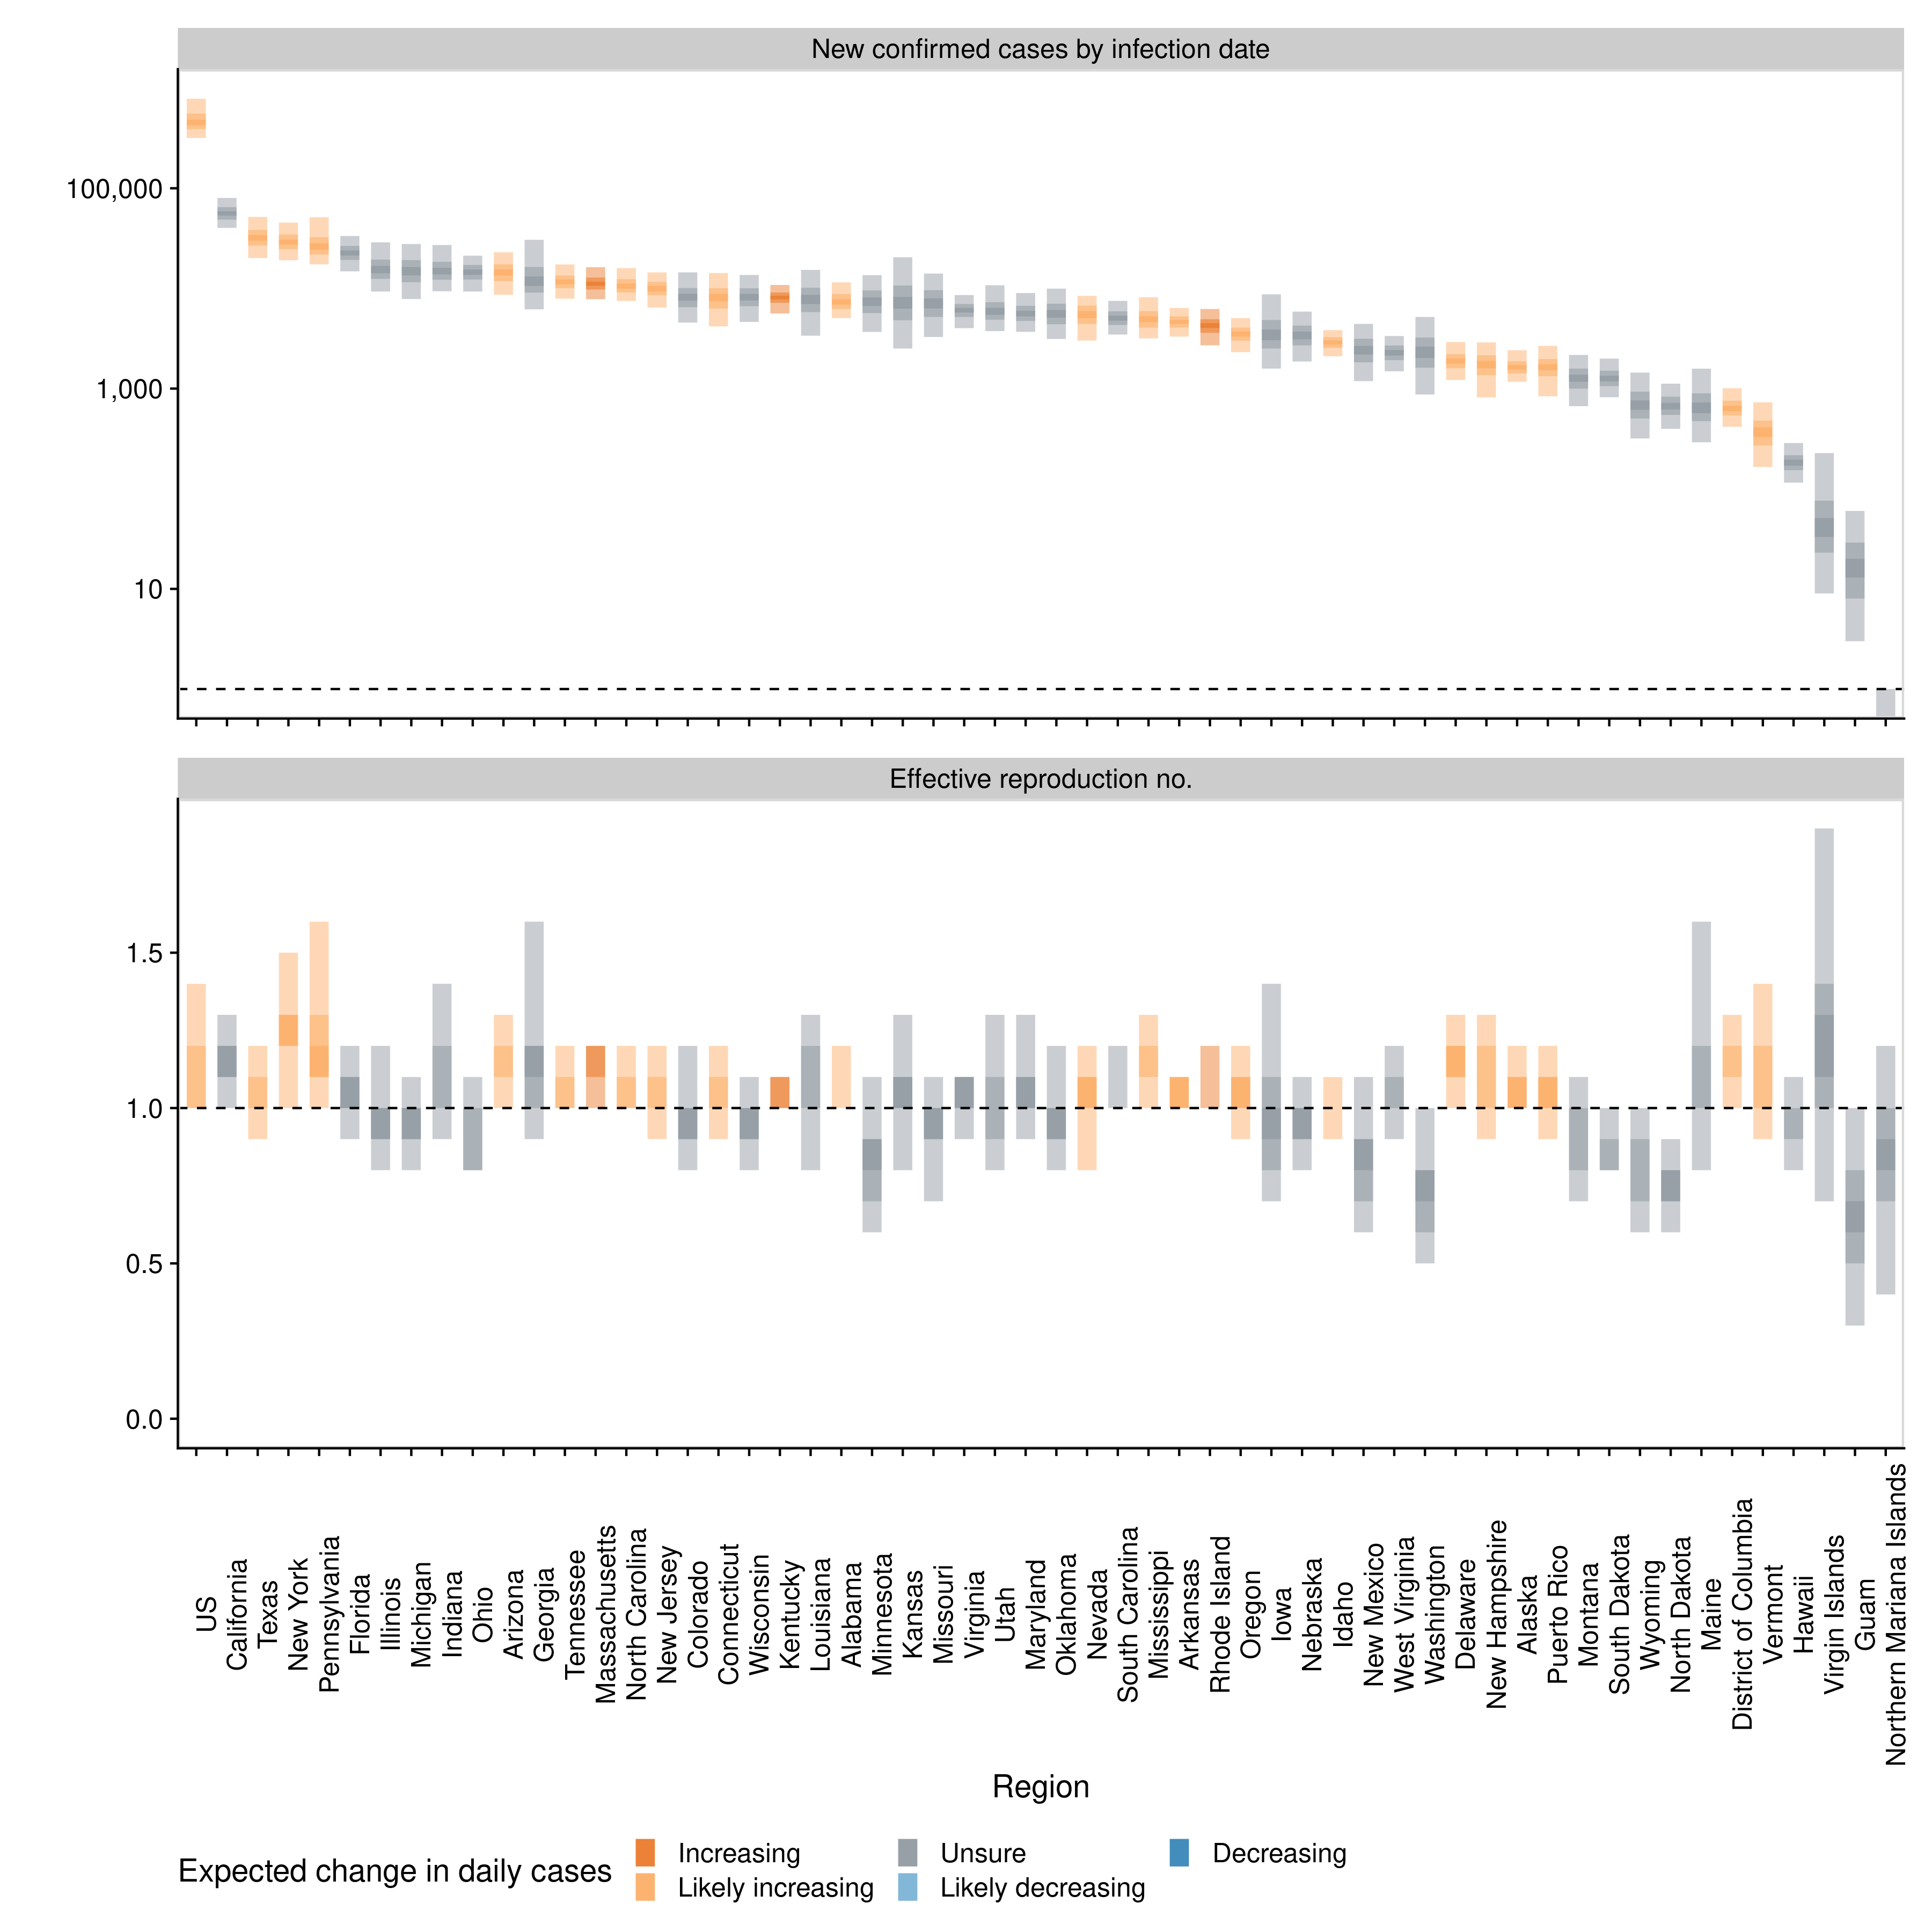 New confirmed cases by infection date
100,000
1,000
10
Effective reproduction no.
1.5
1.0
0.5
0.0
US
California
Texas
New York
Pennsylvania
Florida
Illinois
Michigan
Indiana
Ohio
Arizona
Georgia
Tennessee
Massachusetts
North Carolina
New Jersey
Colorado
Connecticut
Wisconsin
Kentucky
Louisiana
Alabama
Minnesota
Kansas
Missouri
Virginia
Utah
Maryland
Oklahoma
Nevada
South Carolina
Mississippi
Arkansas
Rhode Island
Oregon
Iowa
Nebraska
Idaho
New Mexico
West Virginia
Washington
Delaware
New Hampshire
Alaska
Puerto Rico
Montana
South Dakota
Wyoming
North Dakota
Maine
District of Columbia
Vermont
Hawaii
Virgin Islands
Guam
Northern Mariana Islands
Region
Expected change in daily cases
Increasing
Likely increasing
Unsure
Likely decreasing
Decreasing